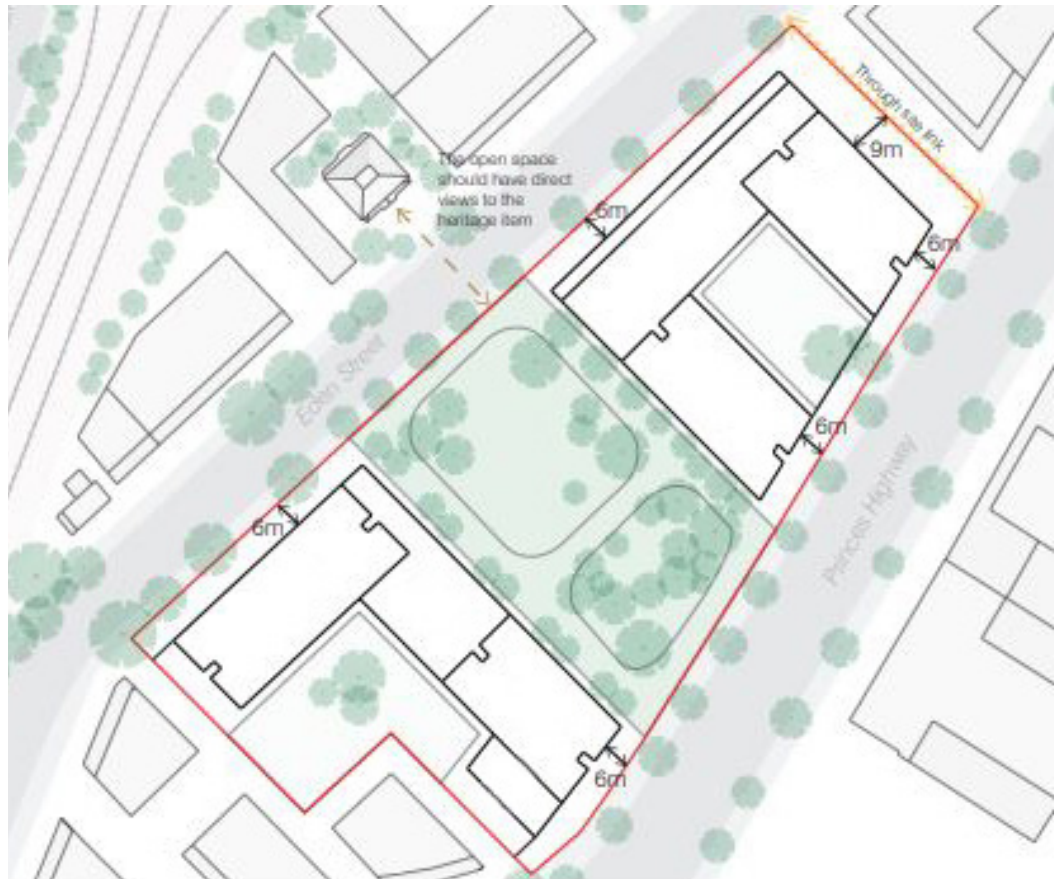 Through site link
9m
The open space
should have direct
views to the
heritage item
6m
6m
Eden Street
6m
Princes Highway
6m
6m